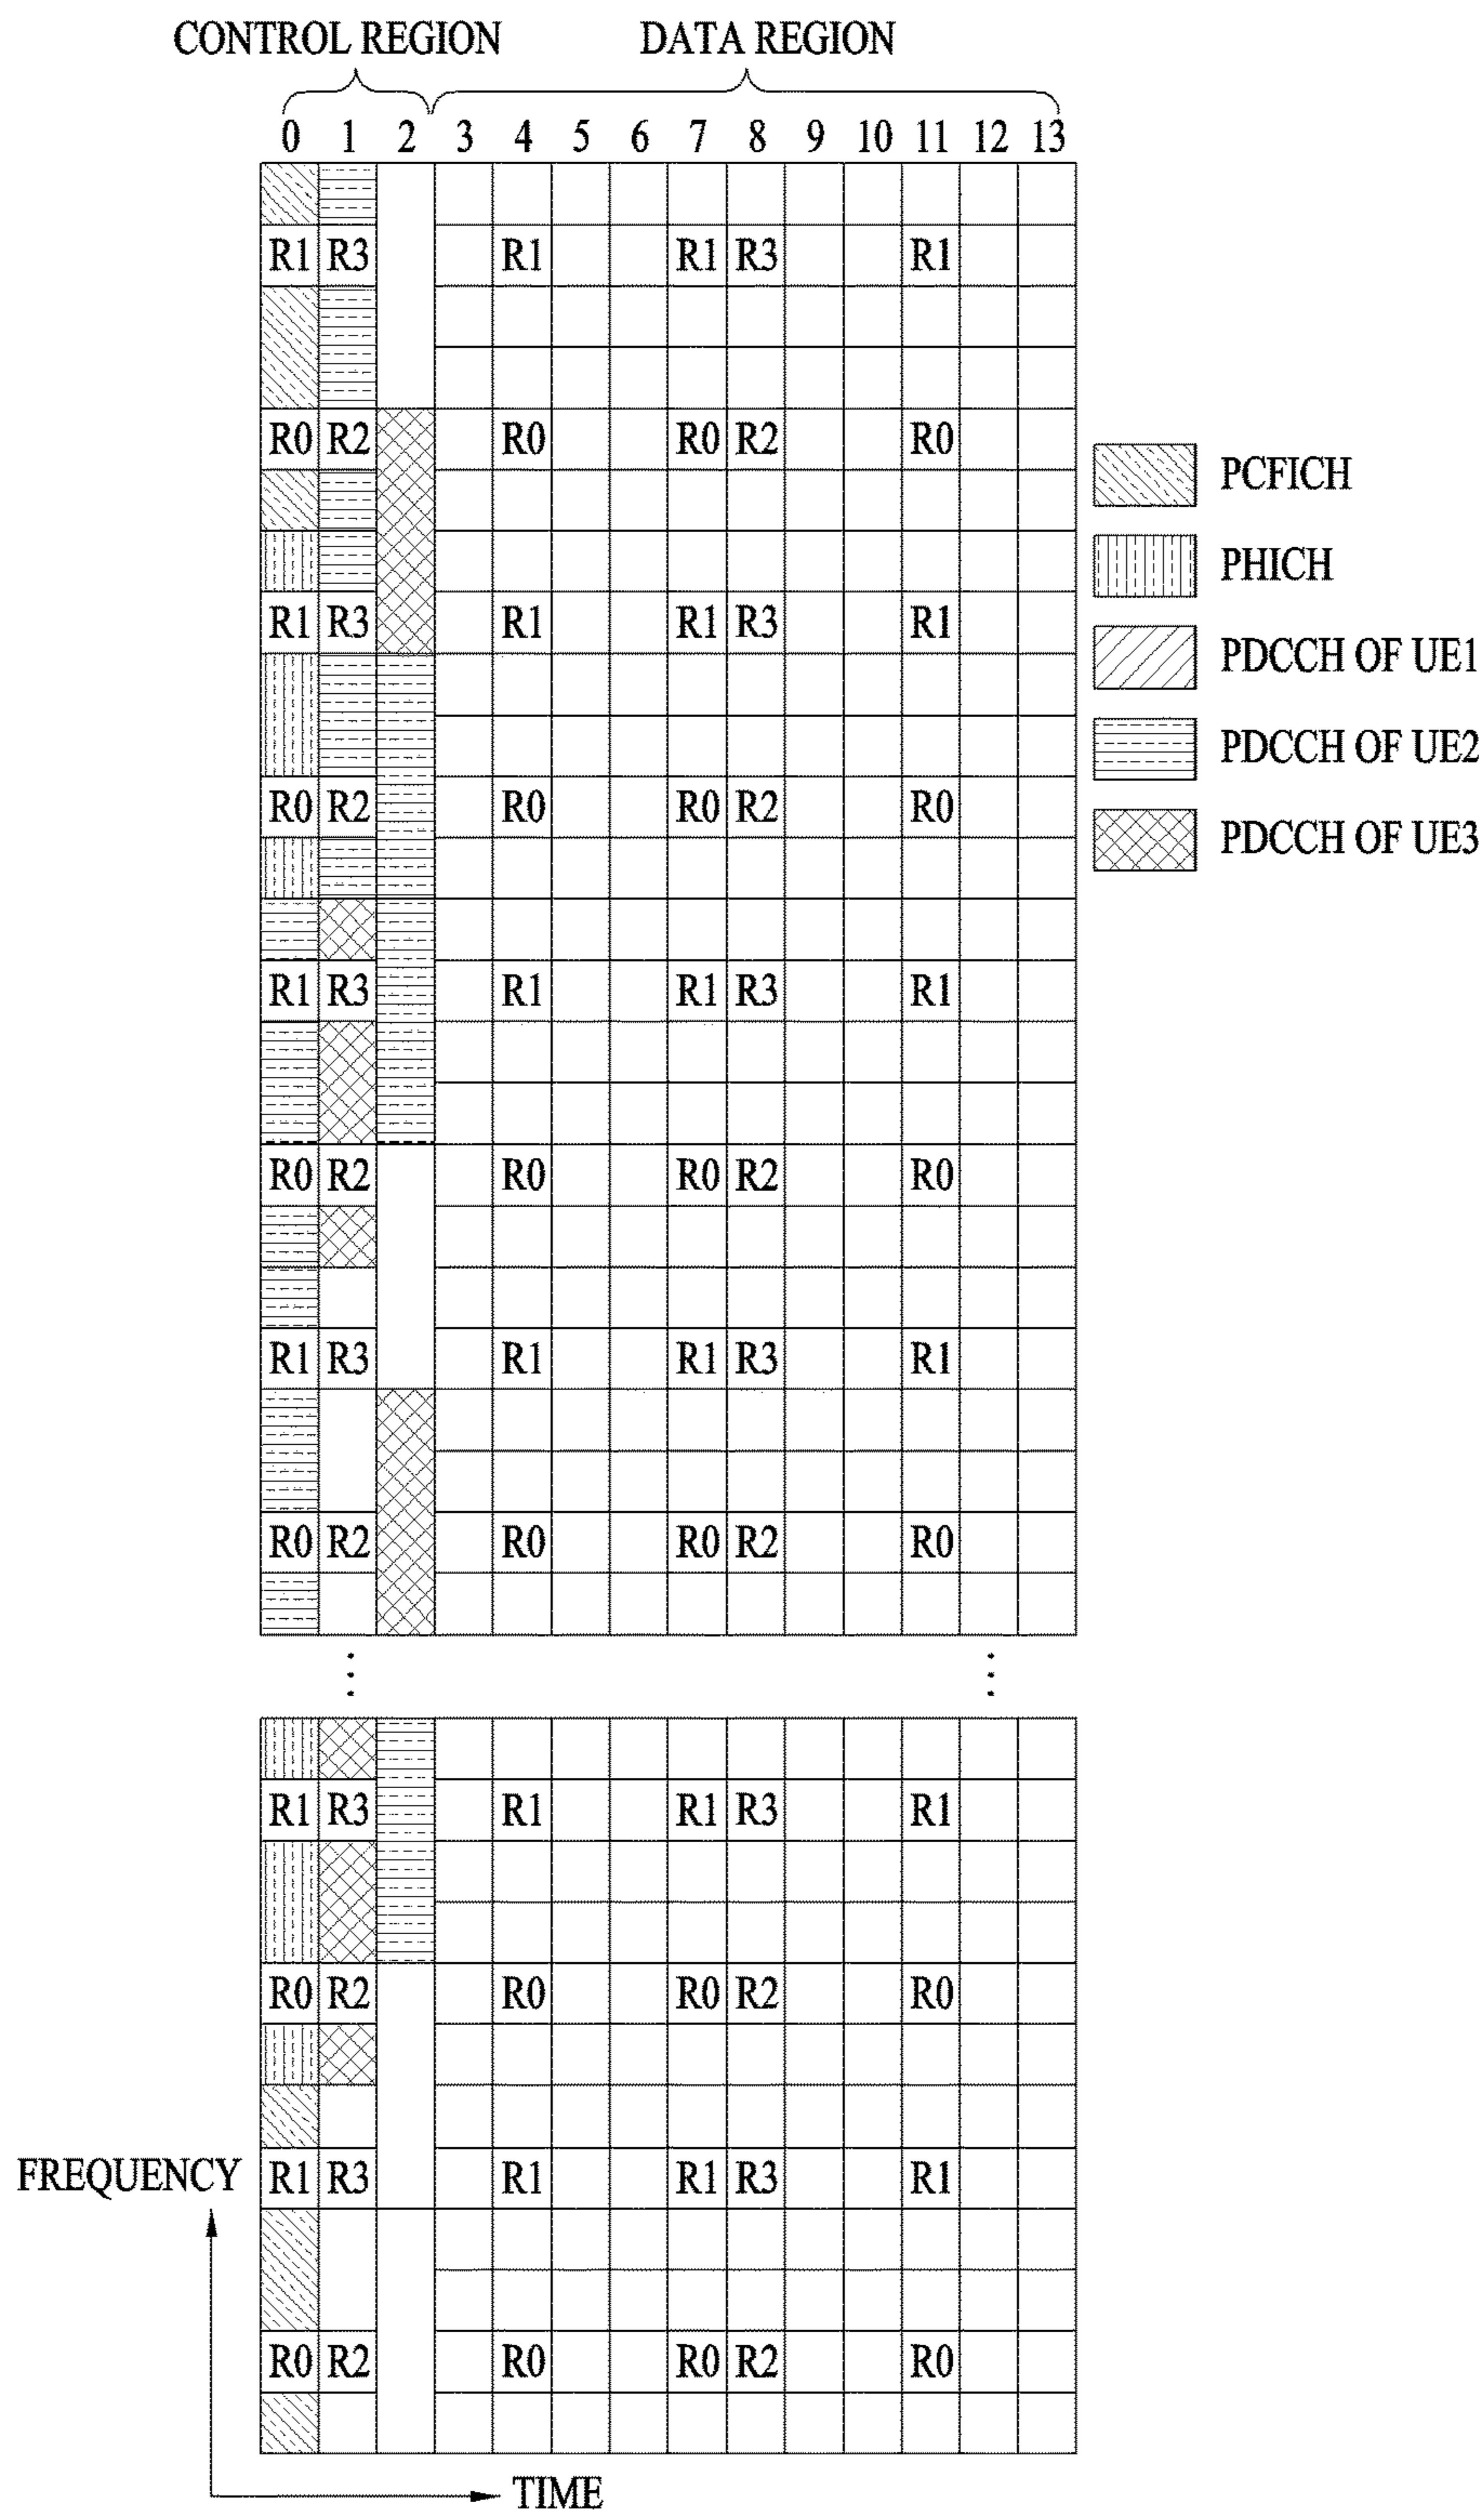 CONTROL REGION DATA REGION
0 1 2 3 4 5 6 7 8 9 10 11 12 13
R1 R3 R1 R1 R3 R1
R0 R2 R0 R0 R2 R0
PCFICH
PHICH
R1 R3 R1 R1 R3 R1
PDCCH OF UE1
PDCCH OF UE2
R0 R2 R0 R0 R2 R0
PDCCH OF UE3
R1 R3 R1 R1 R3 R1
R0 R2 R0 R0 R2 R0
R1 R3 R1 R1 R3 R1
R0 R2 R0 R0 R2 R0
R1 R3 R1 R1 R3 R1
R0 R2 R0 R0 R2 R0
FREQUENCY R1 R3 R1 R1 R3 R1
R0 R2 R0 R0 R2 R0
TIME